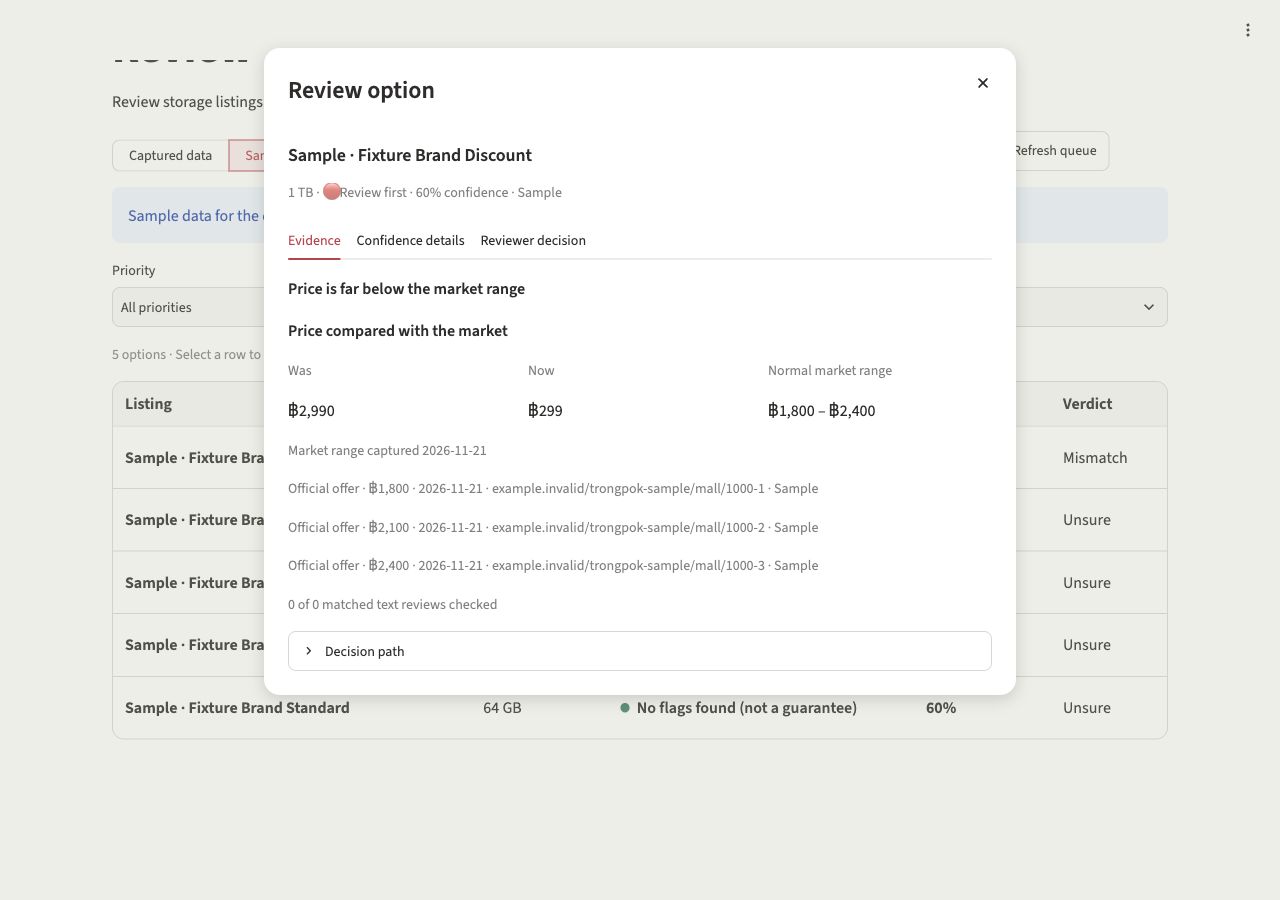 Review option
Sample · Fixture Brand Discount
1 TB · Review first · 60% confidence · Sample
Evidence Confidence details Reviewer decision
Price is far below the market range
Price compared with the market
Was Now Normal market range
฿2,990 ฿299 ฿1,800 – ฿2,400
Market range captured 2026-11-21
Official offer · ฿1,800 · 2026-11-21 · example.invalid/trongpok-sample/mall/1000-1 · Sample
Official offer · ฿2,100 · 2026-11-21 · example.invalid/trongpok-sample/mall/1000-2 · Sample
Official offer · ฿2,400 · 2026-11-21 · example.invalid/trongpok-sample/mall/1000-3 · Sample
0 of 0 matched text reviews checked
Decision path
Review storage listings
Captured data
Refresh queue
Sample data for the
Priority
All priorities
5 options · Select a row to
Listing Verdict
Sample · Fixture Mismatch
Sample · Fixture Unsure
Sample · Fixture Unsure
Sample · Fixture Unsure
Sample · Fixture Brand Standard 64 GB No flags found (not a guarantee) 60% Unsure